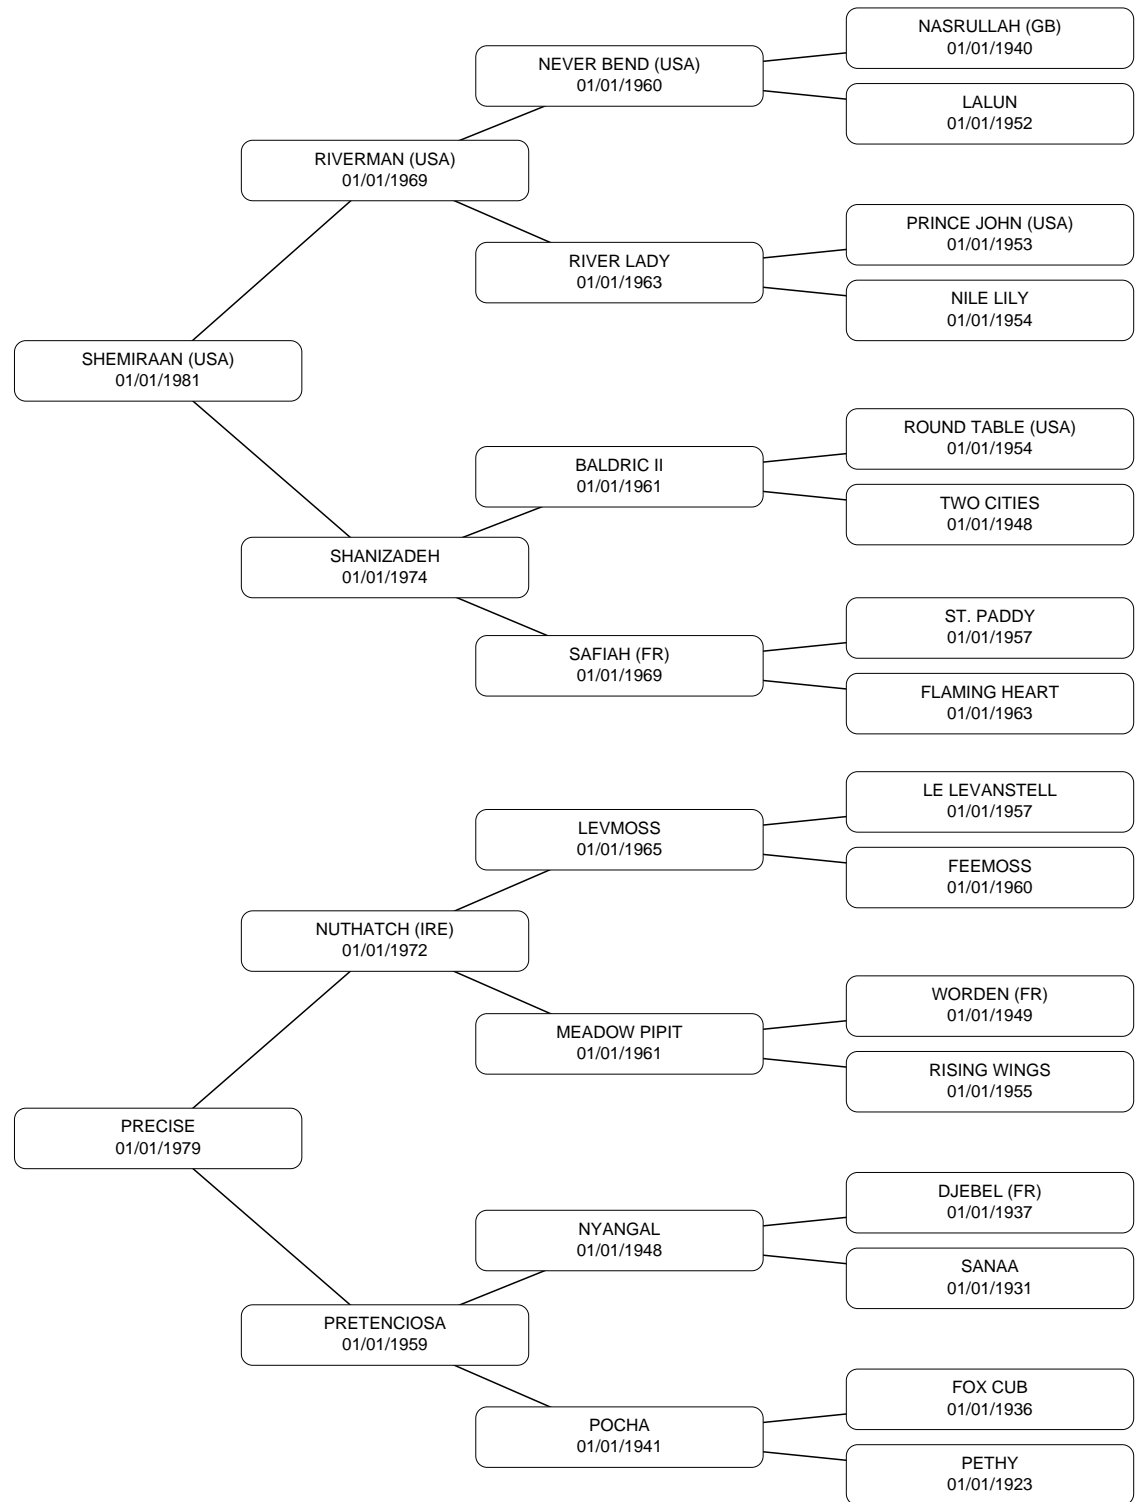 NASRULLAH (GB)
01/01/1940
NEVER BEND (USA)
01/01/1960
LALUN
01/01/1952
RIVERMAN (USA)
01/01/1969
PRINCE JOHN (USA)
01/01/1953
RIVER LADY
01/01/1963
NILE LILY
01/01/1954
SHEMIRAAN (USA)
01/01/1981
ROUND TABLE (USA)
01/01/1954
BALDRIC II
01/01/1961
TWO CITIES
01/01/1948
SHANIZADEH
01/01/1974
ST. PADDY
01/01/1957
SAFIAH (FR)
01/01/1969
FLAMING HEART
01/01/1963
LE LEVANSTELL
01/01/1957
LEVMOSS
01/01/1965
FEEMOSS
01/01/1960
NUTHATCH (IRE)
01/01/1972
WORDEN (FR)
01/01/1949
MEADOW PIPIT
01/01/1961
RISING WINGS
01/01/1955
PRECISE
01/01/1979
DJEBEL (FR)
01/01/1937
NYANGAL
01/01/1948
SANAA
01/01/1931
PRETENCIOSA
01/01/1959
FOX CUB
01/01/1936
POCHA
01/01/1941
PETHY
01/01/1923